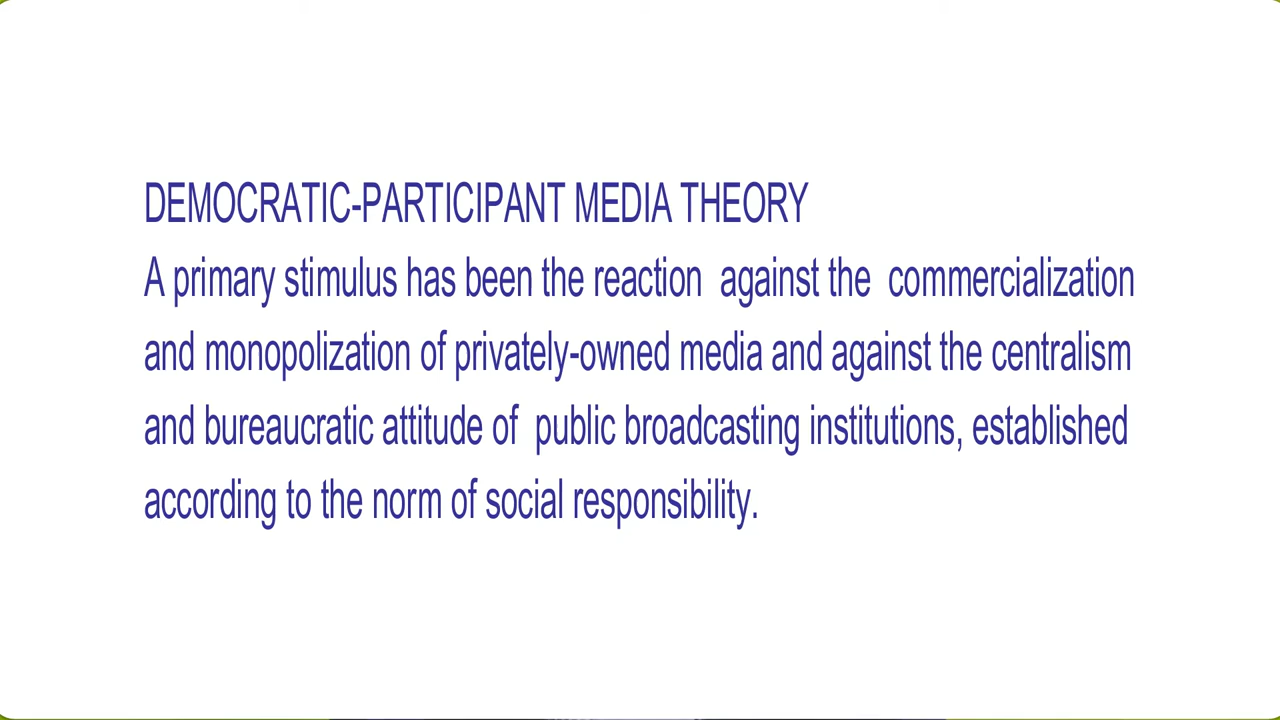 DEMOCRATIC-PARTICIPANT MEDIA THEORY
A primary stimulus has been the reaction  against the  commercialization
and monopolization of privately-owned media and against the centralism
and bureaucratic attitude of  public broadcasting institutions, established
according to the norm of social responsibility.